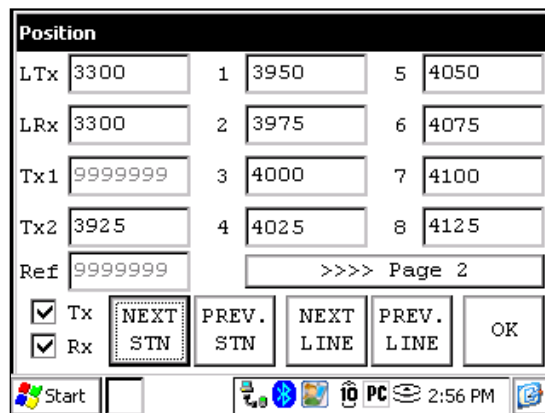 Position
LTx 3300 1 3950 5 4050
LRx 3300 2 3975 6 4075
Tx1 9999999 3 4000 7 4100
Tx2 3925 4 4025 8 4125
Ref 9999999 >>>> Page 2
Tx NEXT PREV. NEXT PREV. OK
Rx STN STN LINE LINE
Start PC 2:56 PM